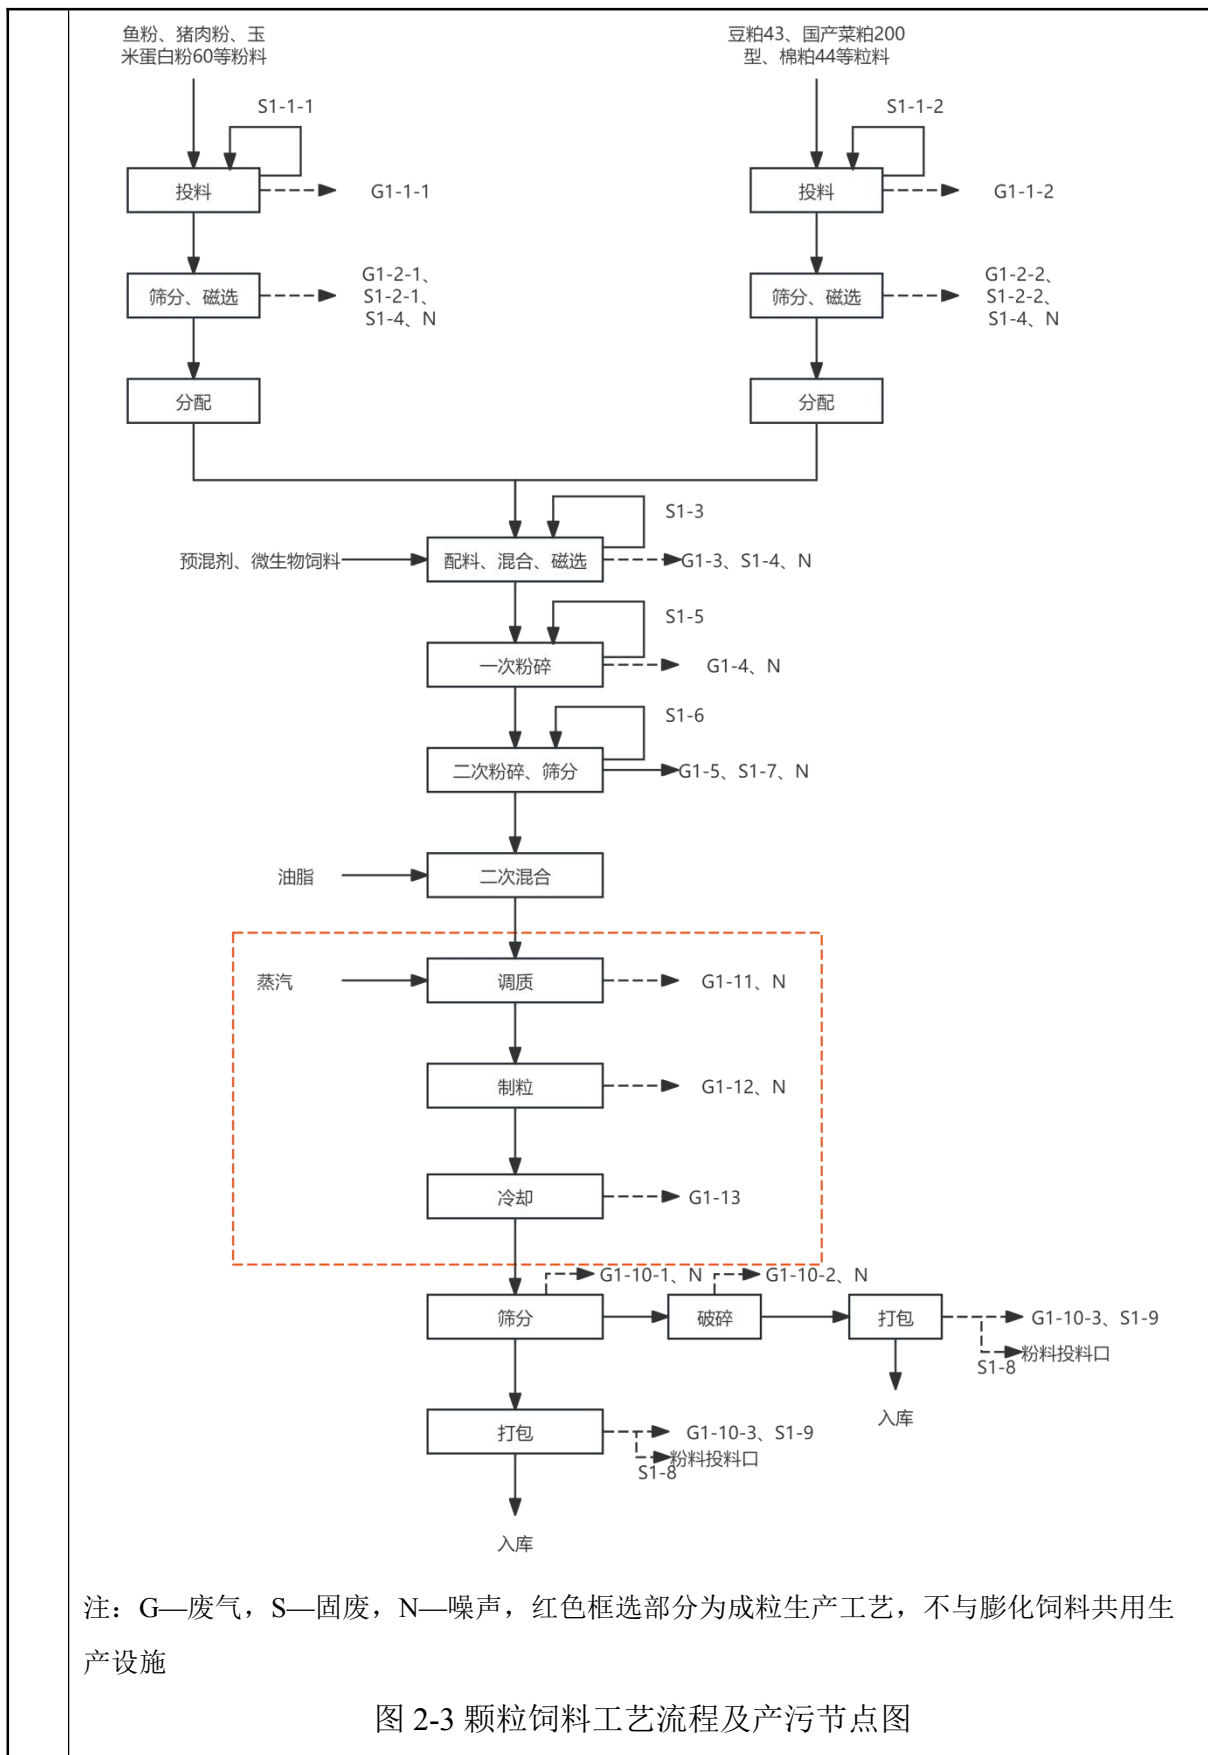 鱼粉、猪肉粉、玉
米蛋白粉60等粉料
豆粕43、国产菜粕200
型、棉粕44等粒料
S1-1-1
S1-1-2
投料
G1-1-1
投料
G1-1-2
筛分、磁选
G1-2-1、
S1-2-1、
S1-4、N
筛分、磁选
G1-2-2、
S1-2-2、
S1-4、N
分配
分配
S1-3
预混剂、微生物饲料
配料、混合、磁选
G1-3、S1-4、N
S1-5
一次粉碎
G1-4、N
S1-6
二次粉碎、筛分
G1-5、S1-7、N
油脂
二次混合
蒸汽
调质
G1-11、N
制粒
G1-12、N
冷却
G1-13
G1-10-1、N
G1-10-2、N
筛分
破碎
打包
G1-10-3、S1-9
粉料投料口
S1-8
入库
打包
G1-10-3、S1-9
粉料投料口
S1-8
入库
注：G—废气，S—固废，N—噪声，红色框选部分为成粒生产工艺，不与膨化饲料共用生
产设施
图 2-3 颗粒饲料工艺流程及产污节点图